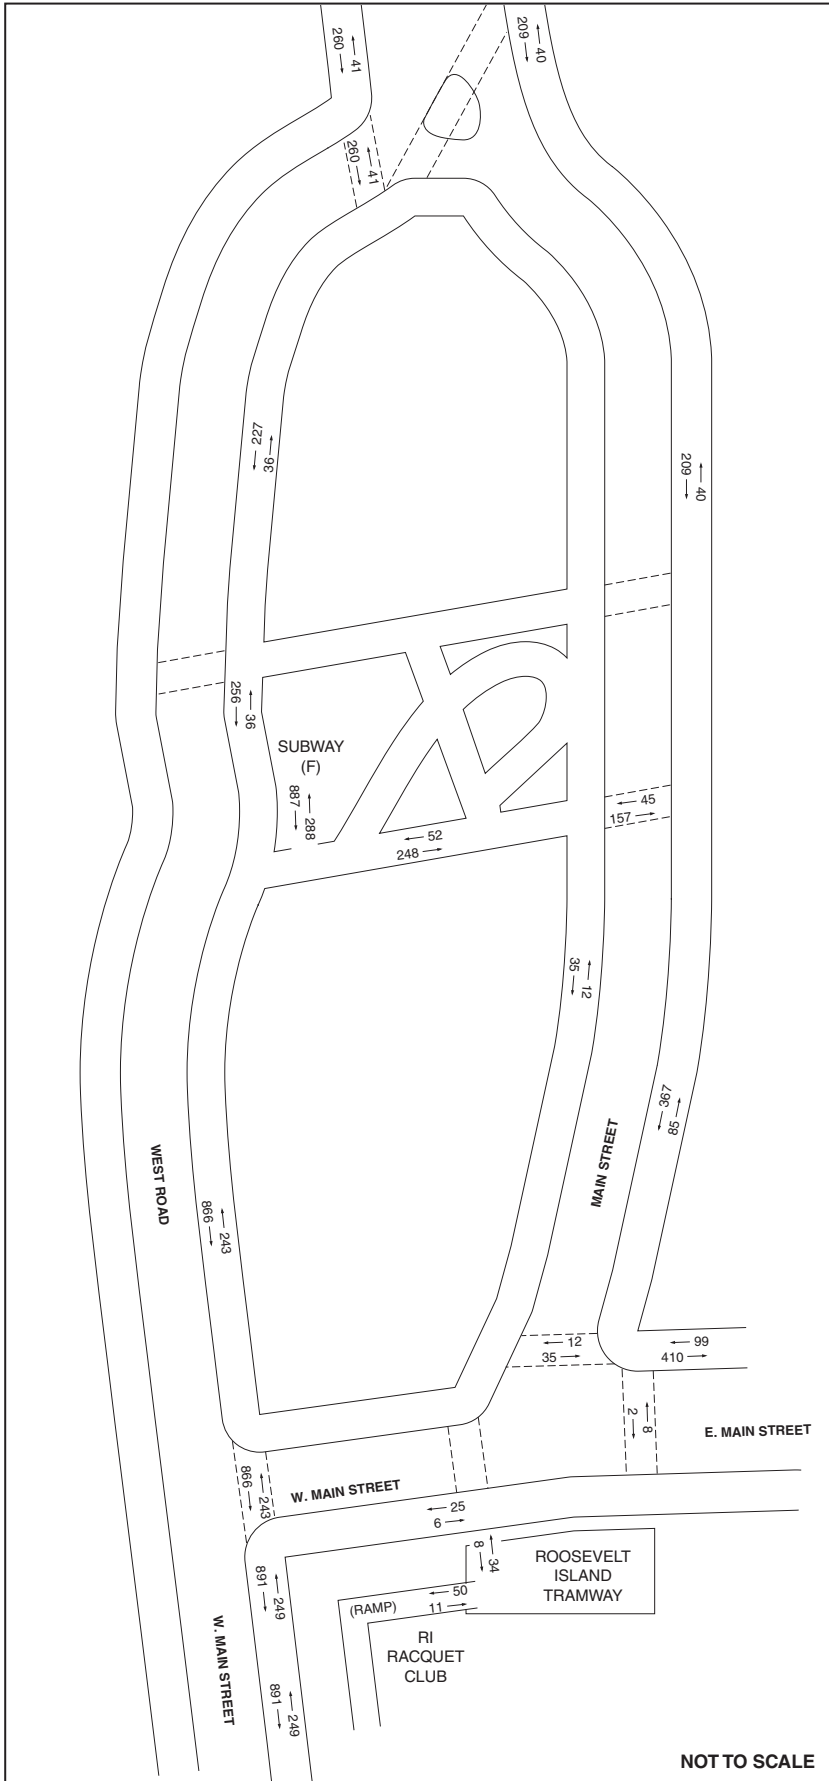 260
41
209
40
260
41
227
36
209
40
256
36
SUBWAY
(F)
887
288
52
248
45
157
35
12
367
85
WEST ROAD
MAIN STREET
866
243
12
35
99
410
2
8
E. MAIN STREET
866
243
W. MAIN STREET
25
6
8
34
ROOSEVELT
ISLAND
TRAMWAY
891
249
50
11
(RAMP)
RI
RACQUET
CLUB
W. MAIN STREET
891
249
NOT TO SCALE